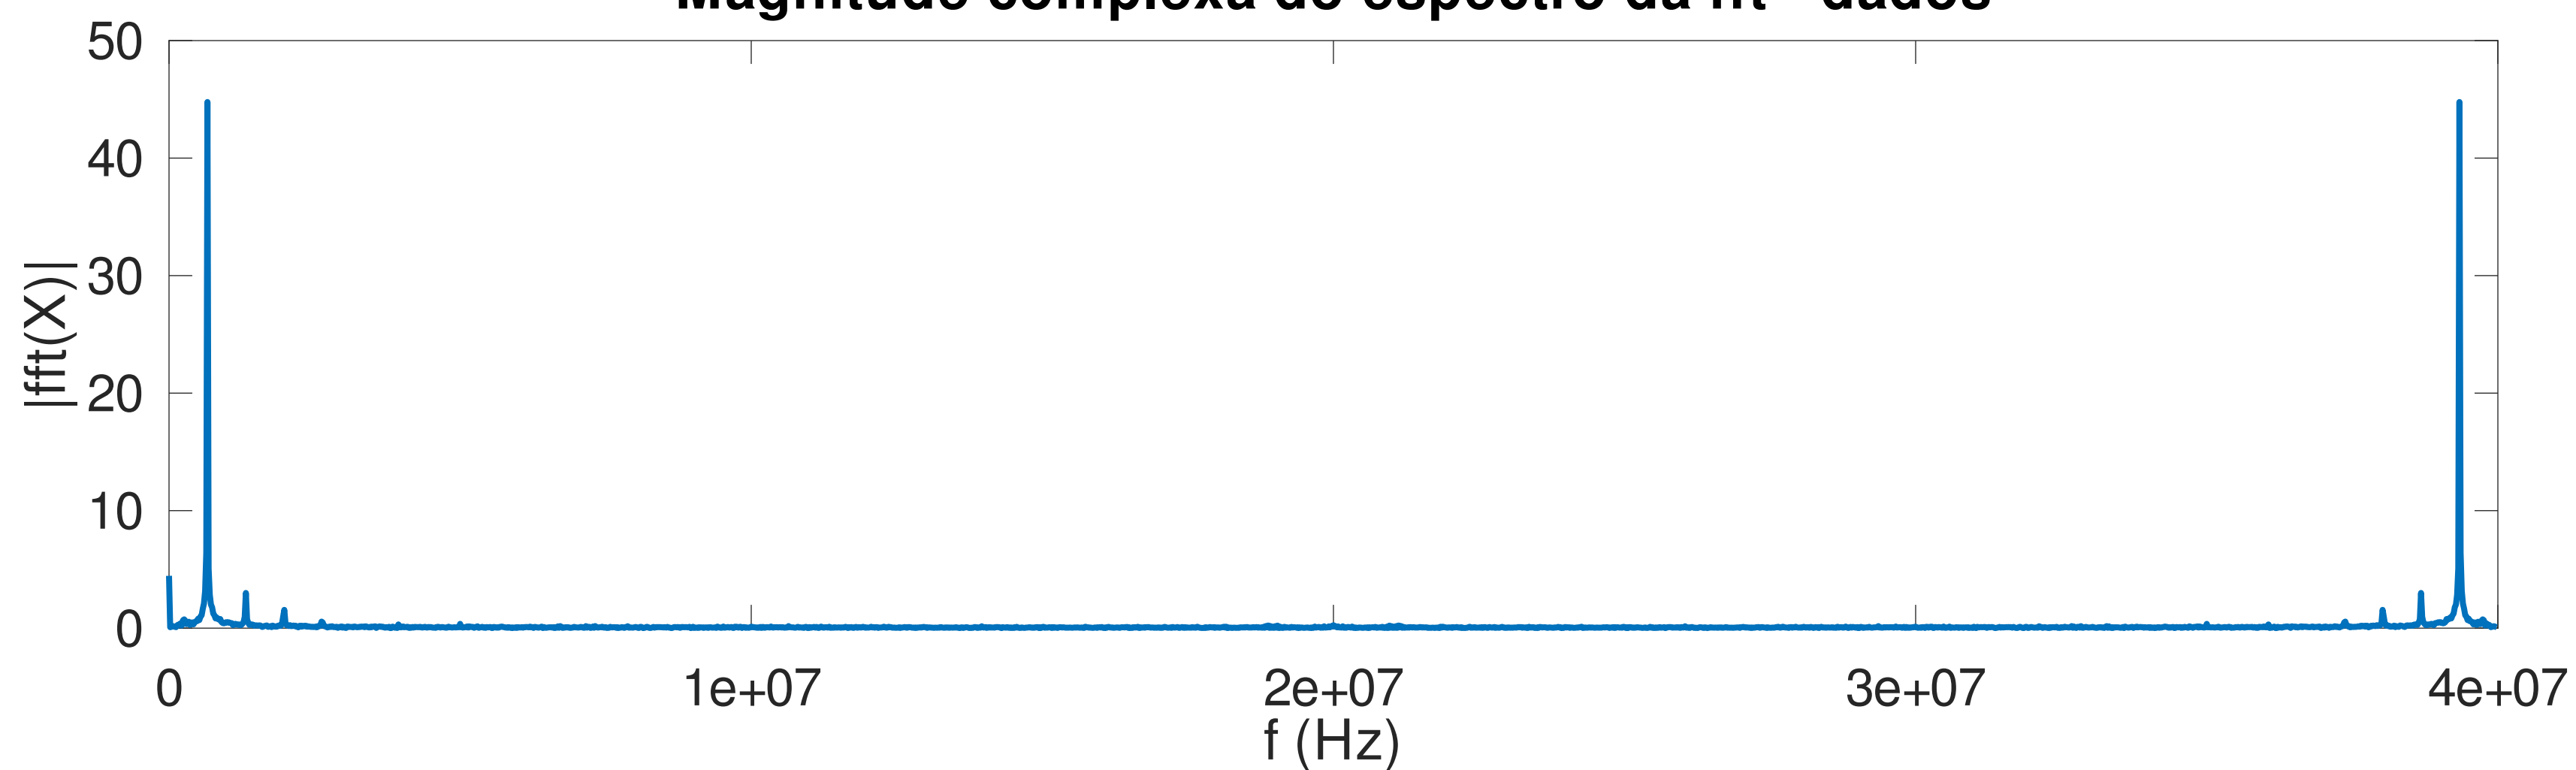 Magnitude complexa do espectro da fft - dados
50
40
30
20
10
0
|fft(X)|
0 1e+07 2e+07 3e+07 4e+07
f (Hz)